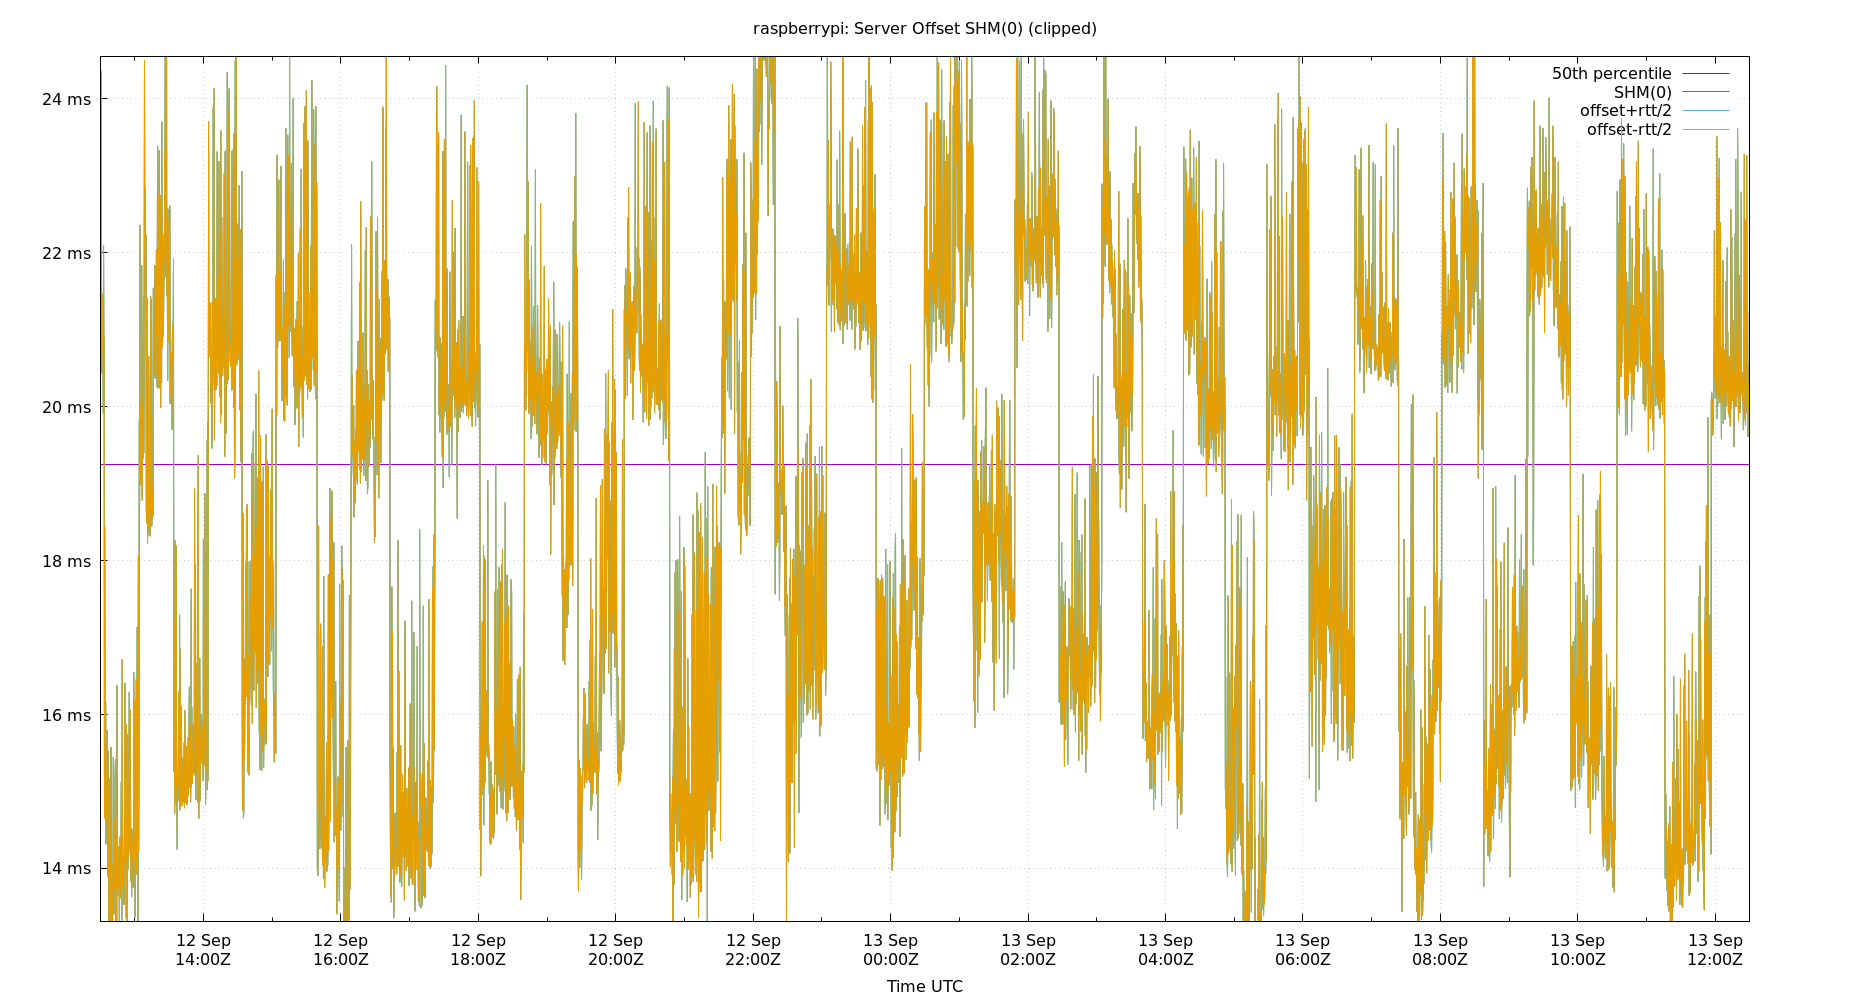 raspberrypi: Server Offset SHM(0) (clipped)
50th percentile
SHM(0)
offset+rtt/2
offset-rtt/2
24 ms
22 ms
20 ms
18 ms
16 ms
14 ms
12 Sep 12 Sep 12 Sep 12 Sep 12 Sep 13 Sep 13 Sep 13 Sep 13 Sep 13 Sep 13 Sep 13 Sep
14:00Z 16:00Z 18:00Z 20:00Z 22:00Z 00:00Z 02:00Z 04:00Z 06:00Z 08:00Z 10:00Z 12:00Z
Time UTC